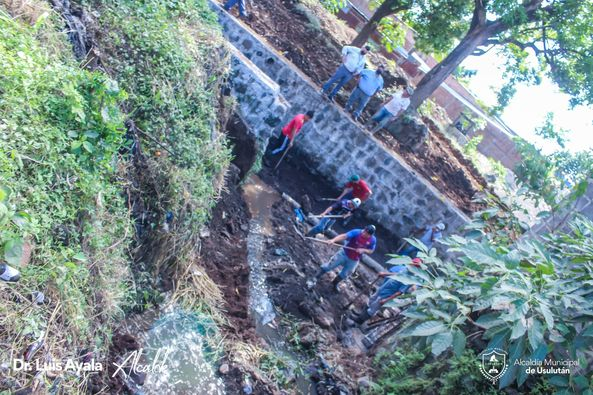 Dr. Luis Ayala Alcalde
Alcaldía Municipal
de Usulután